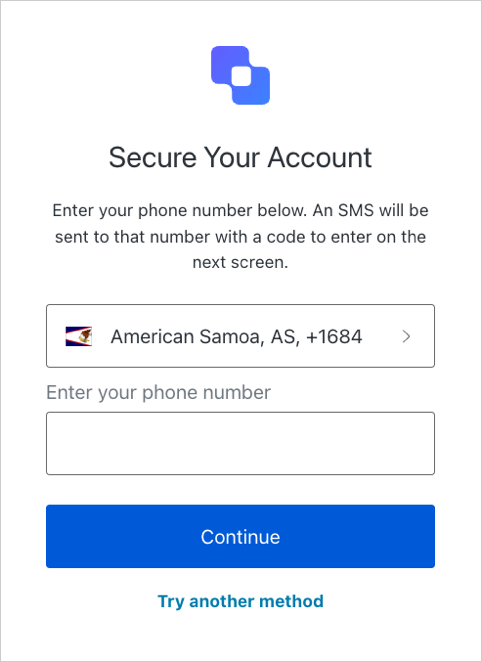 Secure Your Account
Enter your phone number below. An SMS will be
sent to that number with a code to enter on the
next screen.
American Samoa, AS, +1684
Enter your phone number
Continue
Try another method